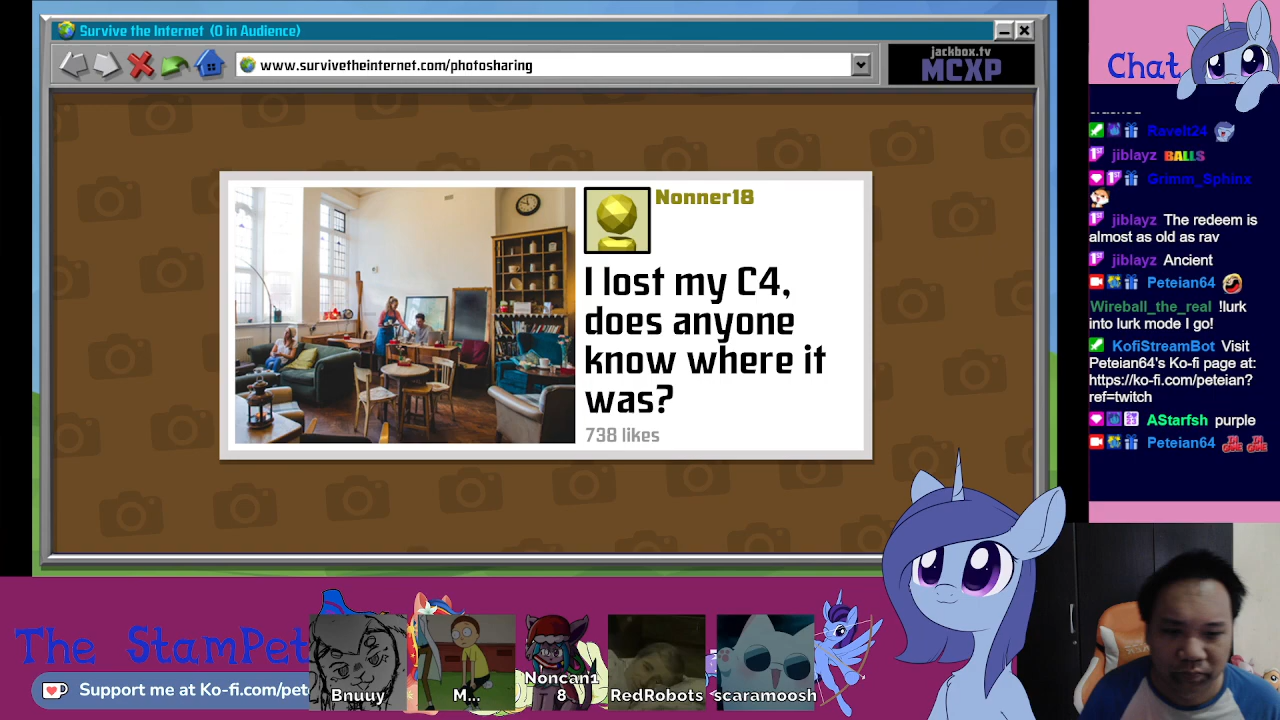 Survive the Internet (0 in Audience)
www.survivetheinternet.com/photosharing
jackbox.tv
MCXP
Nonner18
I lost my C4,
does anyone
know where it
was?
738 likes
Chat
RaveIt24
jiblayz BALLS
Grimm_Sphinx
jiblayz The redeem is
almost as old as rav
jiblayz Ancient
Peteian64
Wireball_the_real !lurk
into lurk mode I go!
KofiStreamBot Visit
Peteian64's Ko-fi page at:
https://ko-fi.com/peteian?
ref=twitch
AStarfsh purple
Peteian64
The StamPet
Support me at Ko-fi.com/pet
Bnuuy
M...
Noncan1
8
RedRobots
scaramoosh